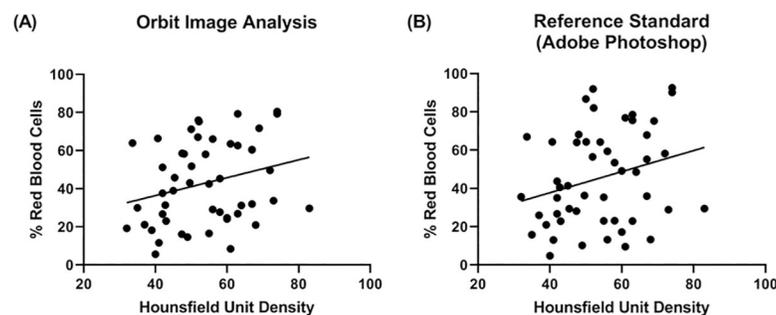 (A)
Orbit Image Analysis
% Red Blood Cells
100
80
60
40
20
0
20
40
60
80
100
Hounsfield Unit Density
(B)
Reference Standard
(Adobe Photoshop)
% Red Blood Cells
100
80
60
40
20
0
20
40
60
80
100
Hounsfield Unit Density